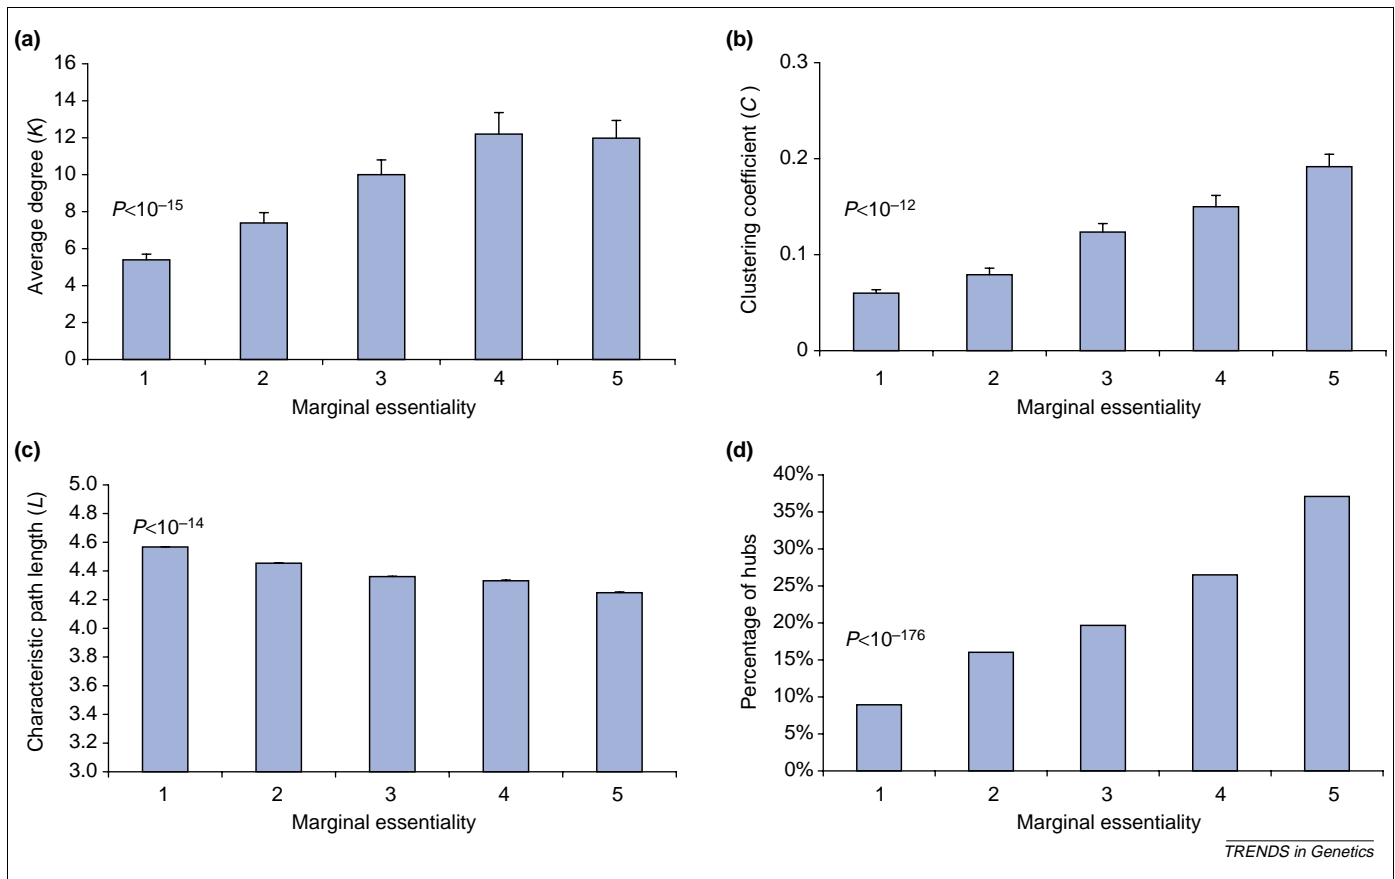 (a)
16
14
12
10
8
6
4
2
0
Average degree (K)
P<10⁻¹⁵
1 2 3 4 5
Marginal essentiality
(b)
0.3
0.2
0.1
0
Clustering coefficient (C)
P<10⁻¹²
1 2 3 4 5
Marginal essentiality
(c)
5.0
4.8
4.6
4.4
4.2
4.0
3.8
3.6
3.4
3.2
3.0
Characteristic path length (L)
P<10⁻¹⁴
1 2 3 4 5
Marginal essentiality
(d)
40%
35%
30%
25%
20%
15%
10%
5%
0%
Percentage of hubs
P<10⁻¹⁷⁶
1 2 3 4 5
Marginal essentiality
TRENDS in Genetics